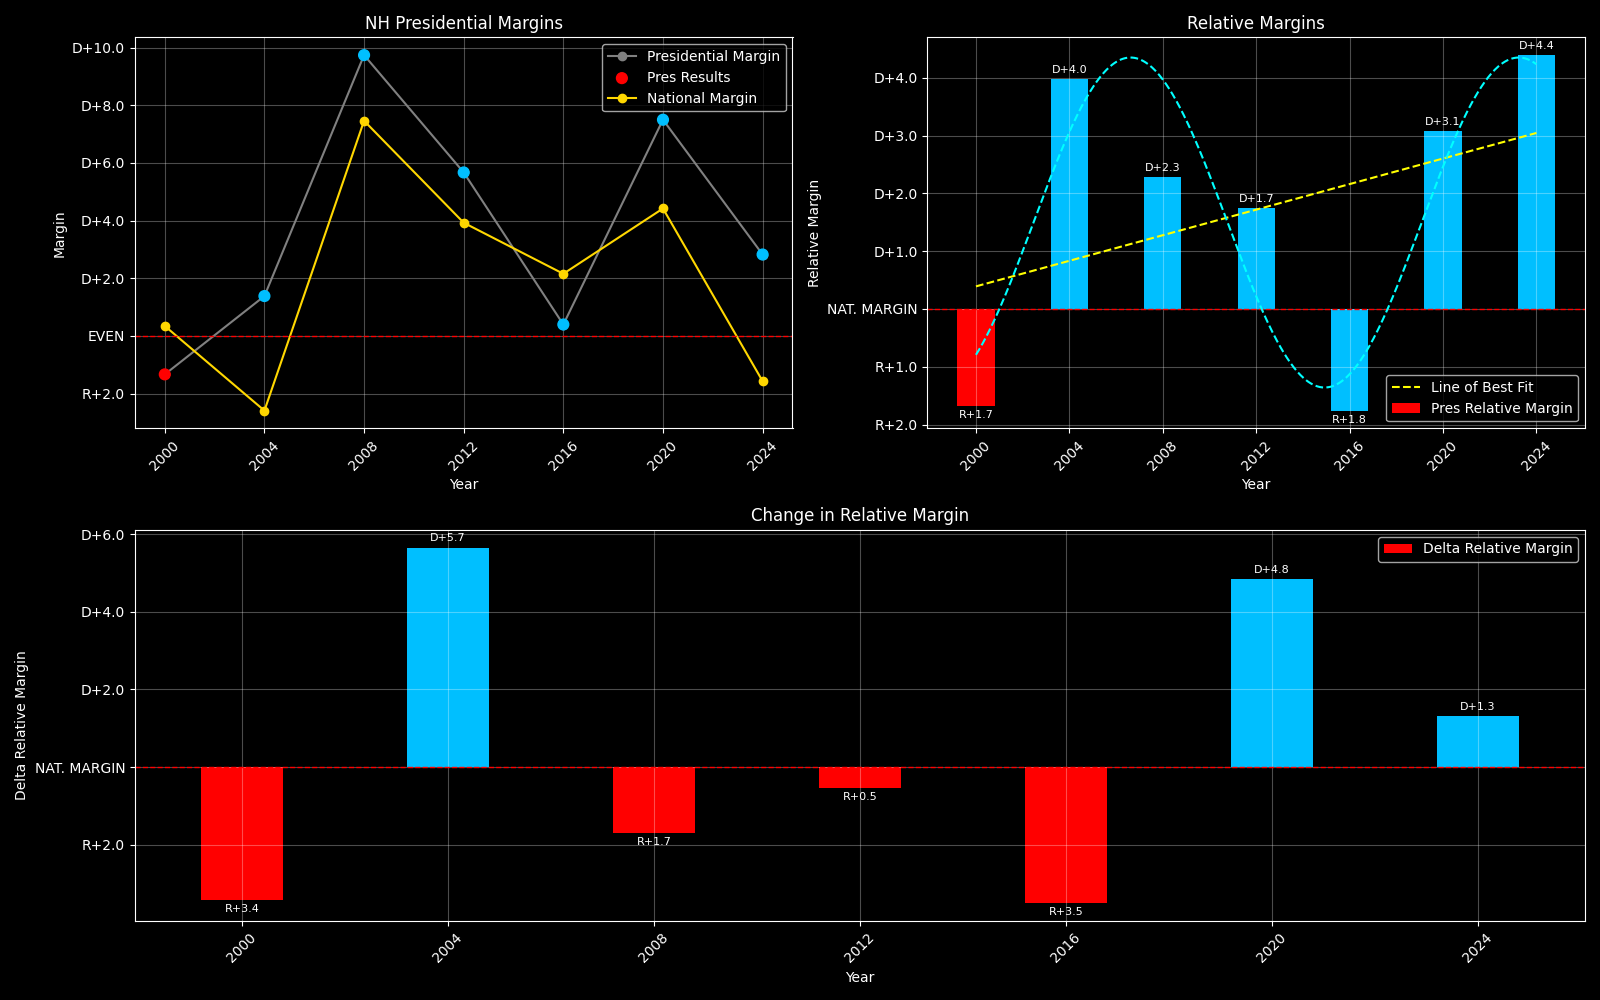 NH Presidential Margins
D+10.0
D+8.0
D+6.0
D+4.0
D+2.0
EVEN
R+2.0
Margin
Presidential Margin
Pres Results
National Margin
2000
2004
2008
2012
2016
2020
2024
Year
Relative Margins
D+4.0
D+3.0
D+2.0
D+1.0
NAT. MARGIN
R+1.0
R+2.0
Relative Margin
R+1.7
D+4.0
D+2.3
D+1.7
R+1.8
D+3.1
D+4.4
Line of Best Fit
Pres Relative Margin
2000
2004
2008
2012
2016
2020
2024
Year
Change in Relative Margin
D+6.0
D+4.0
D+2.0
NAT. MARGIN
R+2.0
Delta Relative Margin
Delta Relative Margin
R+3.4
D+5.7
R+1.7
R+0.5
R+3.5
D+4.8
D+1.3
2000
2004
2008
2012
2016
2020
2024
Year